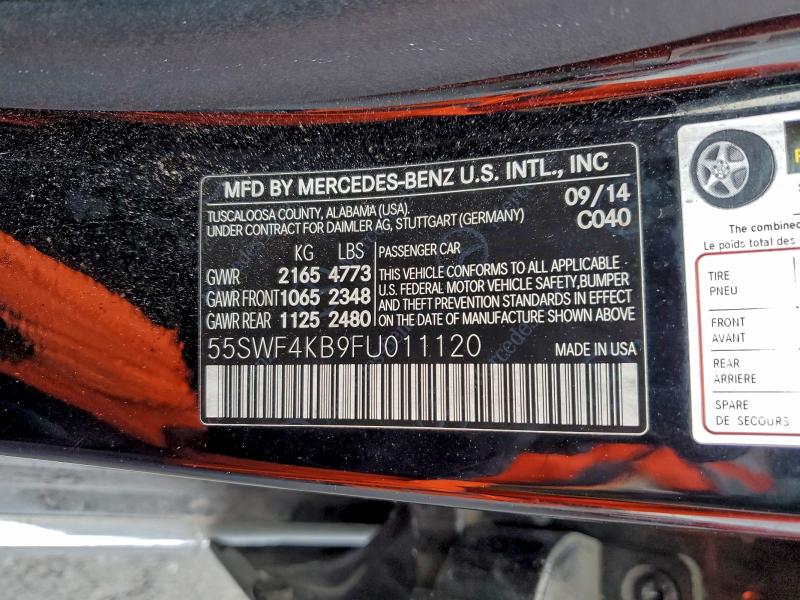 MFD BY MERCEDES-BENZ U.S. INTL., INC
TUSCALOOSA COUNTY, ALABAMA (USA). 09/14
UNDER CONTRACT FOR DAIMLER AG, STUTTGART (GERMANY) C040
KG LBS PASSENGER CAR
GVWR 2165 4773
GAWR FRONT 1065 2348
GAWR REAR 1125 2480
THIS VEHICLE CONFORMS TO ALL APPLICABLE
U.S. FEDERAL MOTOR VEHICLE SAFETY,BUMPER
AND THEFT PREVENTION STANDARDS IN EFFECT
ON THE DATE OF MANUFACTURE SHOWN ABOVE
55SWF4KB9FU011120 MADE IN USA
The combined
Le poids total des
TIRE
PNEU
FRONT
AVANT
REAR
ARRIERE
SPARE
DE SECOURS